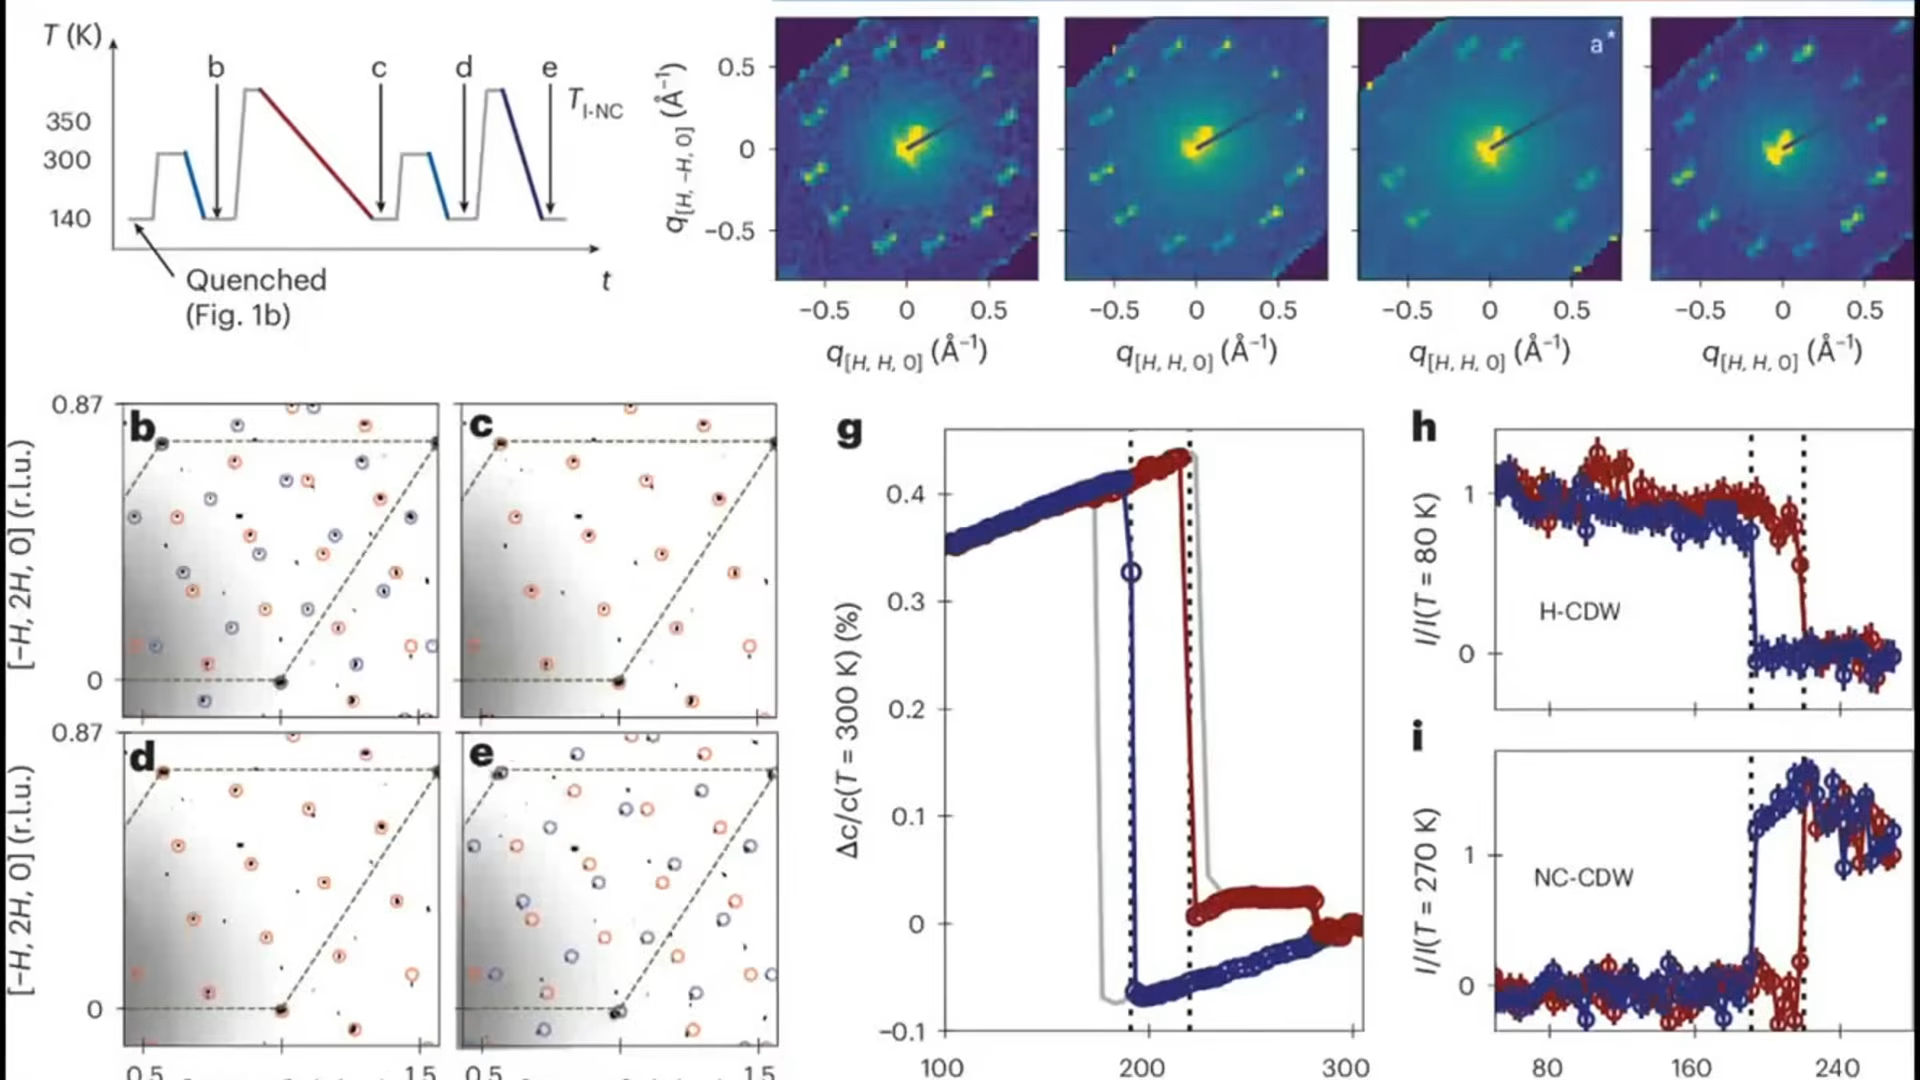 T (K)
b
c
d
e
T I-NC
350
300
140
Quenched
(Fig. 1b)
t
q[H, −H, 0] (Å−1)
0.5
0
−0.5
a*
−0.5 0 0.5
−0.5 0 0.5
−0.5 0 0.5
−0.5 0 0.5
q[H, H, 0] (Å−1)
q[H, H, 0] (Å−1)
q[H, H, 0] (Å−1)
q[H, H, 0] (Å−1)
[−H, 2H, 0] (r.l.u.)
0.87
0
b
c
[−H, 2H, 0] (r.l.u.)
0.87
0
d
e
0.5
1.5
0.5
1.5
g
Δc/c(T = 300 K) (%)
0.4
0.3
0.2
0.1
0
−0.1
100 200 300
h
I/I(T = 80 K)
1
0
H-CDW
i
I/I(T = 270 K)
1
0
NC-CDW
80 160 240